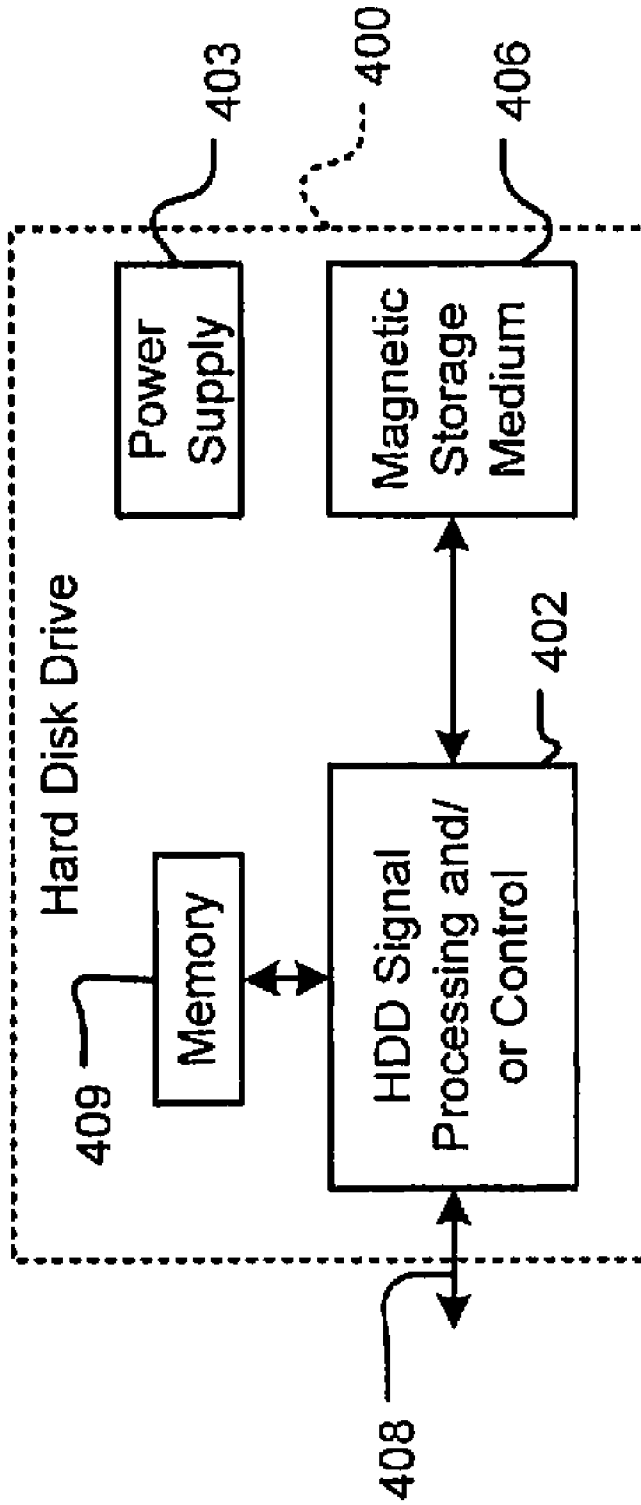 Hard Disk Drive
409
Memory
Power
Supply
403
400
408
HDD Signal
Processing and/
or Control
402
Magnetic
Storage
Medium
406